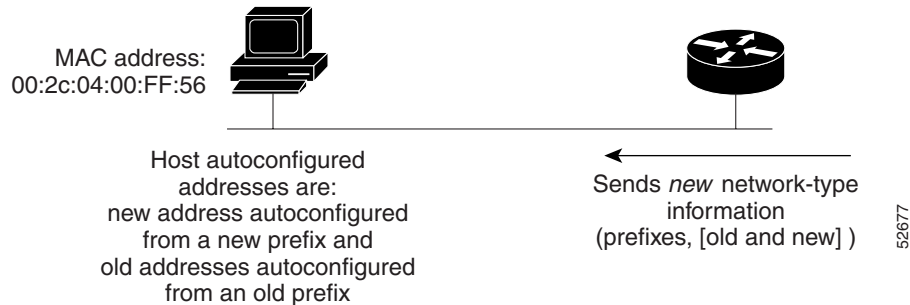 MAC address:
00:2c:04:00:FF:56
Host autoconfigured
addresses are:
new address autoconfigured
from a new prefix and
old addresses autoconfigured
from an old prefix
Sends new network-type
information
(prefixes, [old and new] )
52677